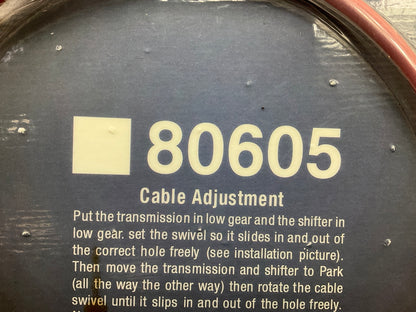 80605
Cable Adjustment
Put the transmission in low gear and the shifter in
low gear. set the swivel so it slides in and out of
the correct hole freely (see installation picture).
Then move the transmission and shifter to Park
(all the way the other way) then rotate the cable
swivel until it slips in and out of the hole freely.